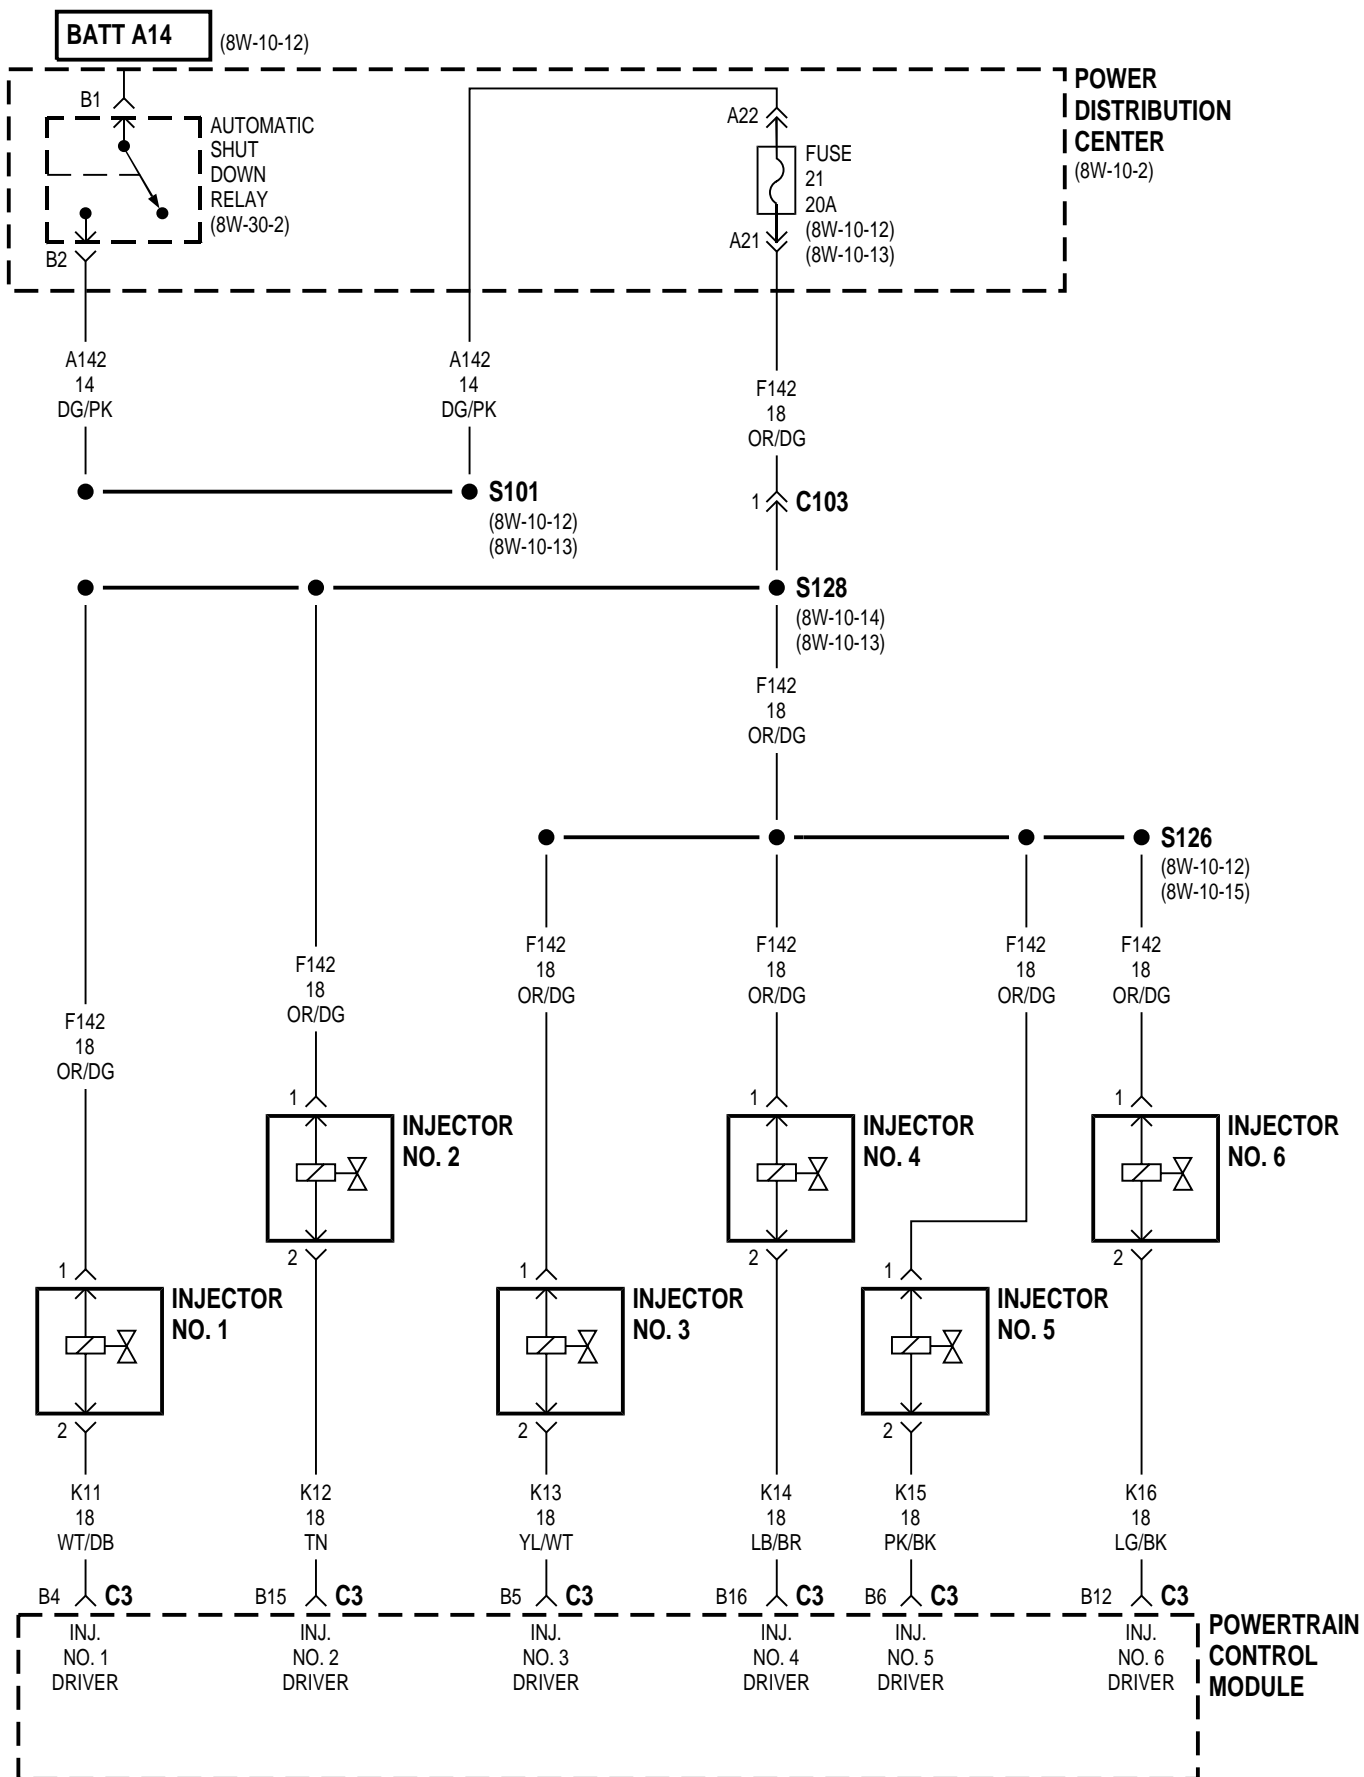 BATT A14
(8W-10-12)
POWER
DISTRIBUTION
CENTER
(8W-10-2)
B1
AUTOMATIC
SHUT
DOWN
RELAY
(8W-30-2)
B2
A22
FUSE
21
20A
(8W-10-12)
(8W-10-13)
A21
A142
14
DG/PK
A142
14
DG/PK
F142
18
OR/DG
S101
(8W-10-12)
(8W-10-13)
1
C103
S128
(8W-10-14)
(8W-10-13)
F142
18
OR/DG
S126
(8W-10-12)
(8W-10-15)
F142
18
OR/DG
F142
18
OR/DG
F142
18
OR/DG
F142
18
OR/DG
F142
18
OR/DG
F142
18
OR/DG
1
INJECTOR
NO. 2
2
1
INJECTOR
NO. 4
2
1
INJECTOR
NO. 6
2
1
INJECTOR
NO. 1
2
1
INJECTOR
NO. 3
2
1
INJECTOR
NO. 5
2
K11
18
WT/DB
K12
18
TN
K13
18
YL/WT
K14
18
LB/BR
K15
18
PK/BK
K16
18
LG/BK
B4 C3
B15 C3
B5 C3
B16 C3
B6 C3
B12 C3
INJ.
NO. 1
DRIVER
INJ.
NO. 2
DRIVER
INJ.
NO. 3
DRIVER
INJ.
NO. 4
DRIVER
INJ.
NO. 5
DRIVER
INJ.
NO. 6
DRIVER
POWERTRAIN
CONTROL
MODULE